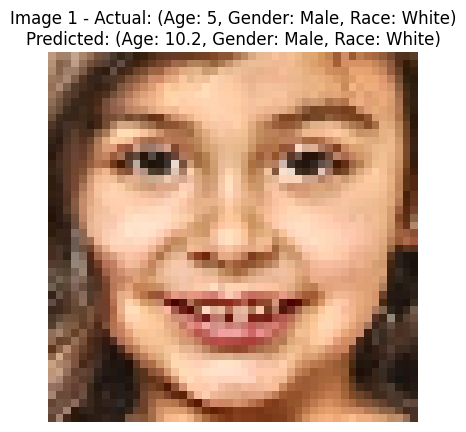 Image 1 - Actual: (Age: 5, Gender: Male, Race: White)
Predicted: (Age: 10.2, Gender: Male, Race: White)